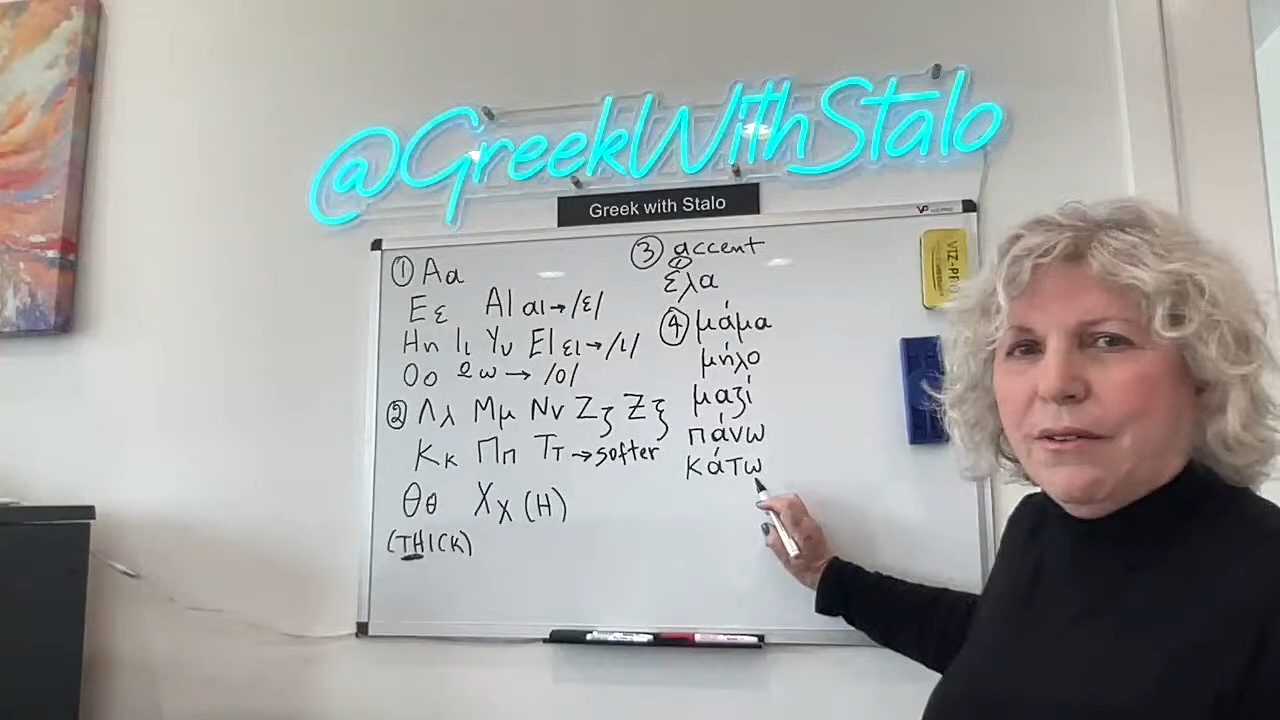 @GreekWithStalo
Greek with Stalo
VIZ-PRO
① Αα
Εε ΑΙ αι→/ε/
Ηη Ιι Υυ ΕΙ ει→/ι/
Οο Ωω → /ο/
② Λλ Μμ Νν Ζζ Ξξ
Κκ Ππ Ττ → softer
Θθ Χχ (H)
(THICK)
③ accent
έλα
④ μάμα
μήλο
μαζί
πάνω
κάτω